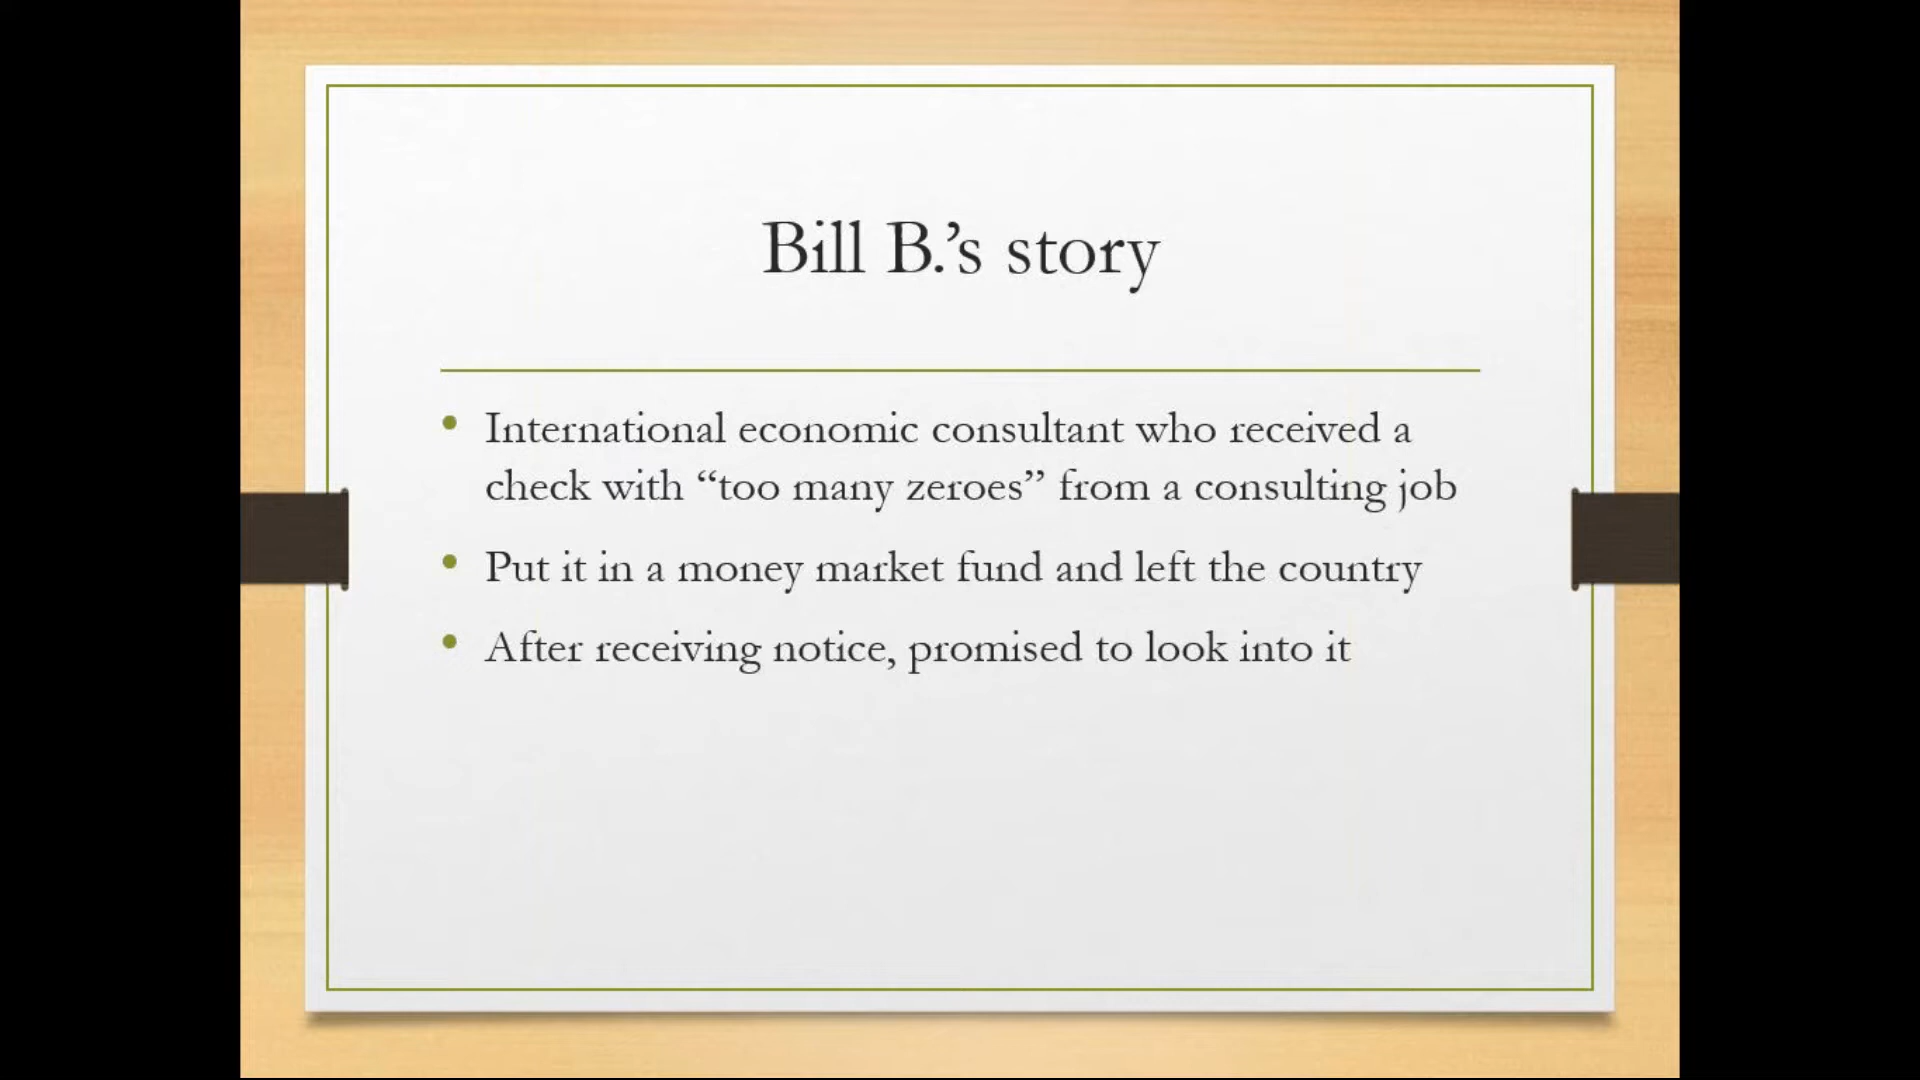 Bill B.’s story
• International economic consultant who received a
check with “too many zeroes” from a consulting job
• Put it in a money market fund and left the country
• After receiving notice, promised to look into it